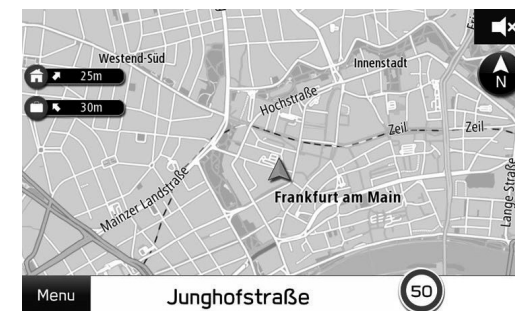 Westend-Süd
Innenstadt
25m
30m
N
Hochstraße
Zeil
Zeil
Mainzer Landstraße
Frankfurt am Main
Lange-Straße
Menu
Junghofstraße
50